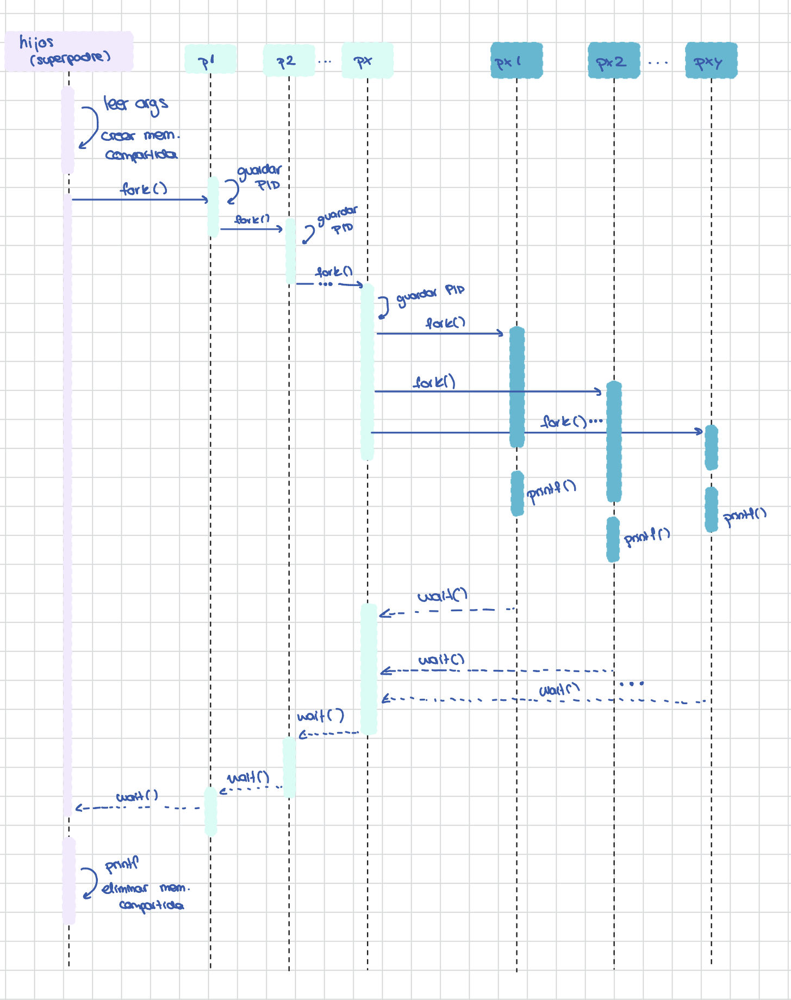 hijos
(superpadre)
p1
p2
...
px
px1
px2
...
pxy
leer args
crear mem.
compartida
guardar
PID
fork()
guardar
PID
fork()
fork()
...
guardar PID
fork()
fork()
fork()...
printf()
printf()
printf()
wait()
wait()
...
wait()
wait()
wait()
wait()
printf
eliminar mem.
compartida